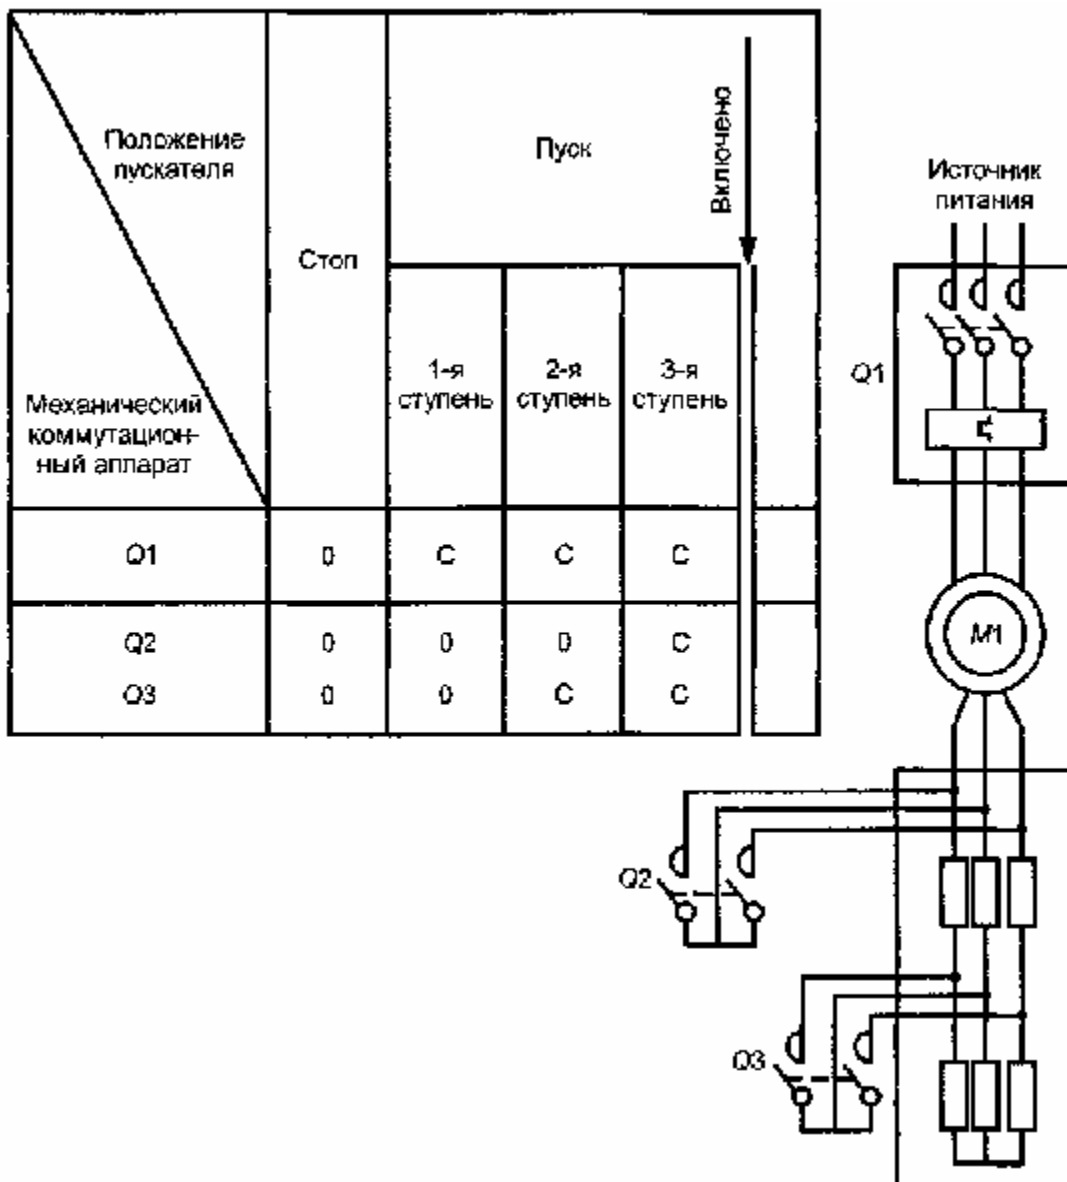 Положение
пускателя
Механический
коммутацион-
ный аппарат
Стоп
Пуск
Включено
1-я
ступень
2-я
ступень
3-я
ступень
Q1 0 C C C
Q2 0 0 0 C
Q3 0 0 C C
Источник
питания
Q1
M1
Q2
Q3